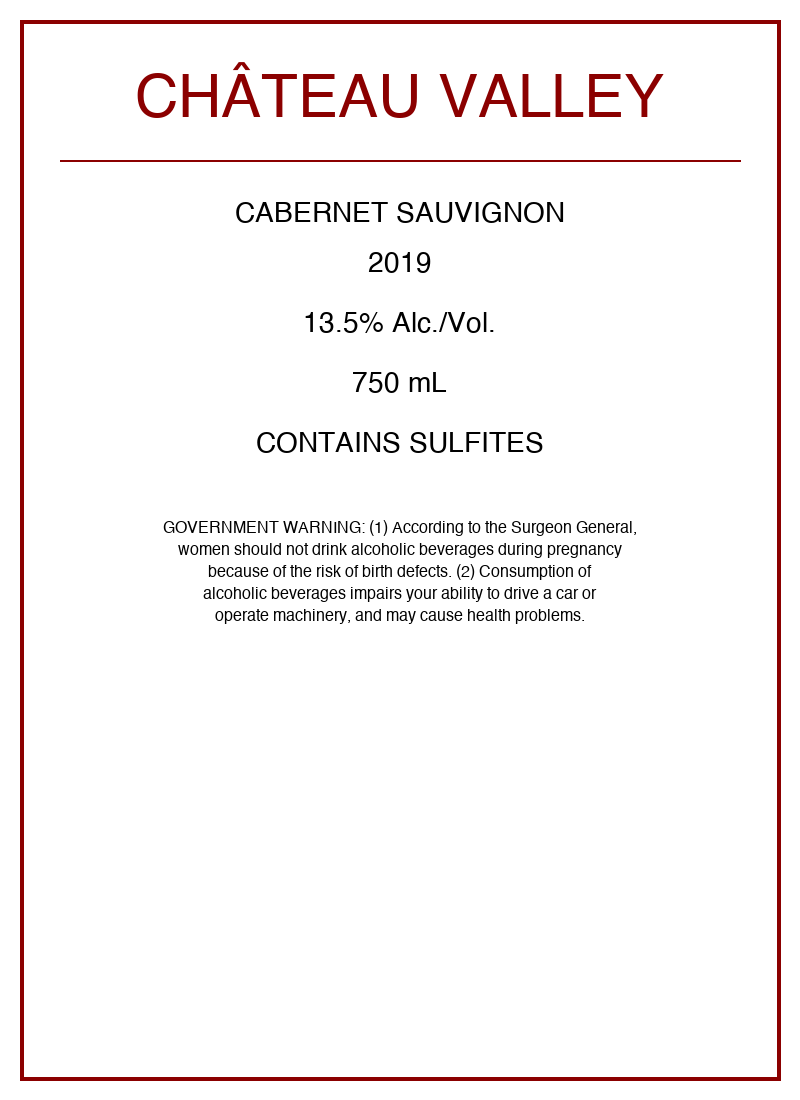 CHÂTEAU VALLEY
CABERNET SAUVIGNON
2019
13.5% Alc./Vol.
750 mL
CONTAINS SULFITES
GOVERNMENT WARNING: (1) According to the Surgeon General,
women should not drink alcoholic beverages during pregnancy
because of the risk of birth defects. (2) Consumption of
alcoholic beverages impairs your ability to drive a car or
operate machinery, and may cause health problems.